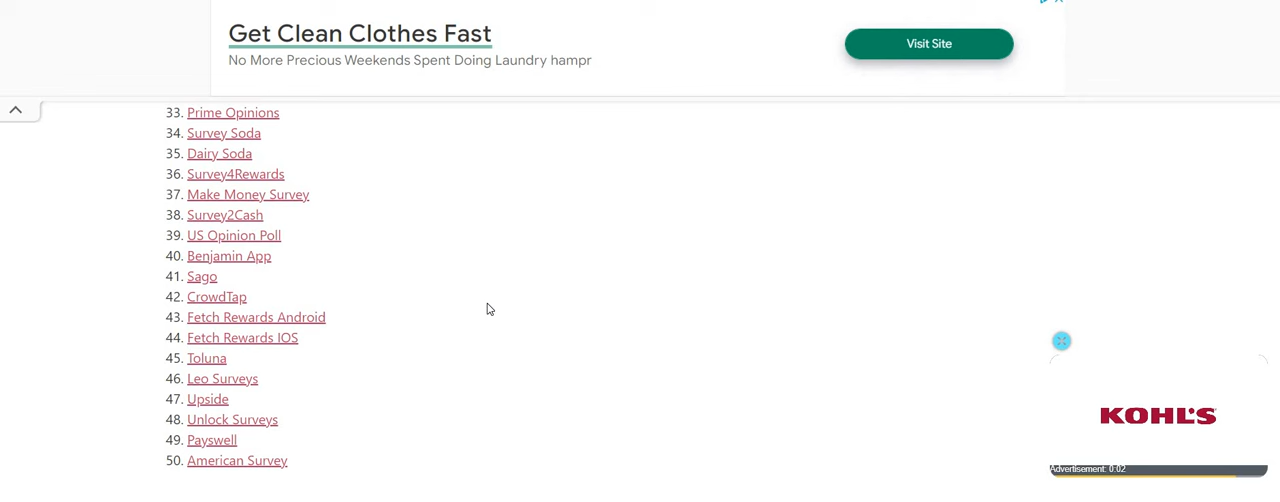 Get Clean Clothes Fast
No More Precious Weekends Spent Doing Laundry hampr
Visit Site
33. Prime Opinions
34. Survey Soda
35. Dairy Soda
36. Survey4Rewards
37. Make Money Survey
38. Survey2Cash
39. US Opinion Poll
40. Benjamin App
41. Sago
42. CrowdTap
43. Fetch Rewards Android
44. Fetch Rewards IOS
45. Toluna
46. Leo Surveys
47. Upside
48. Unlock Surveys
49. Payswell
50. American Survey
KOHL'S
Advertisement: 0:02